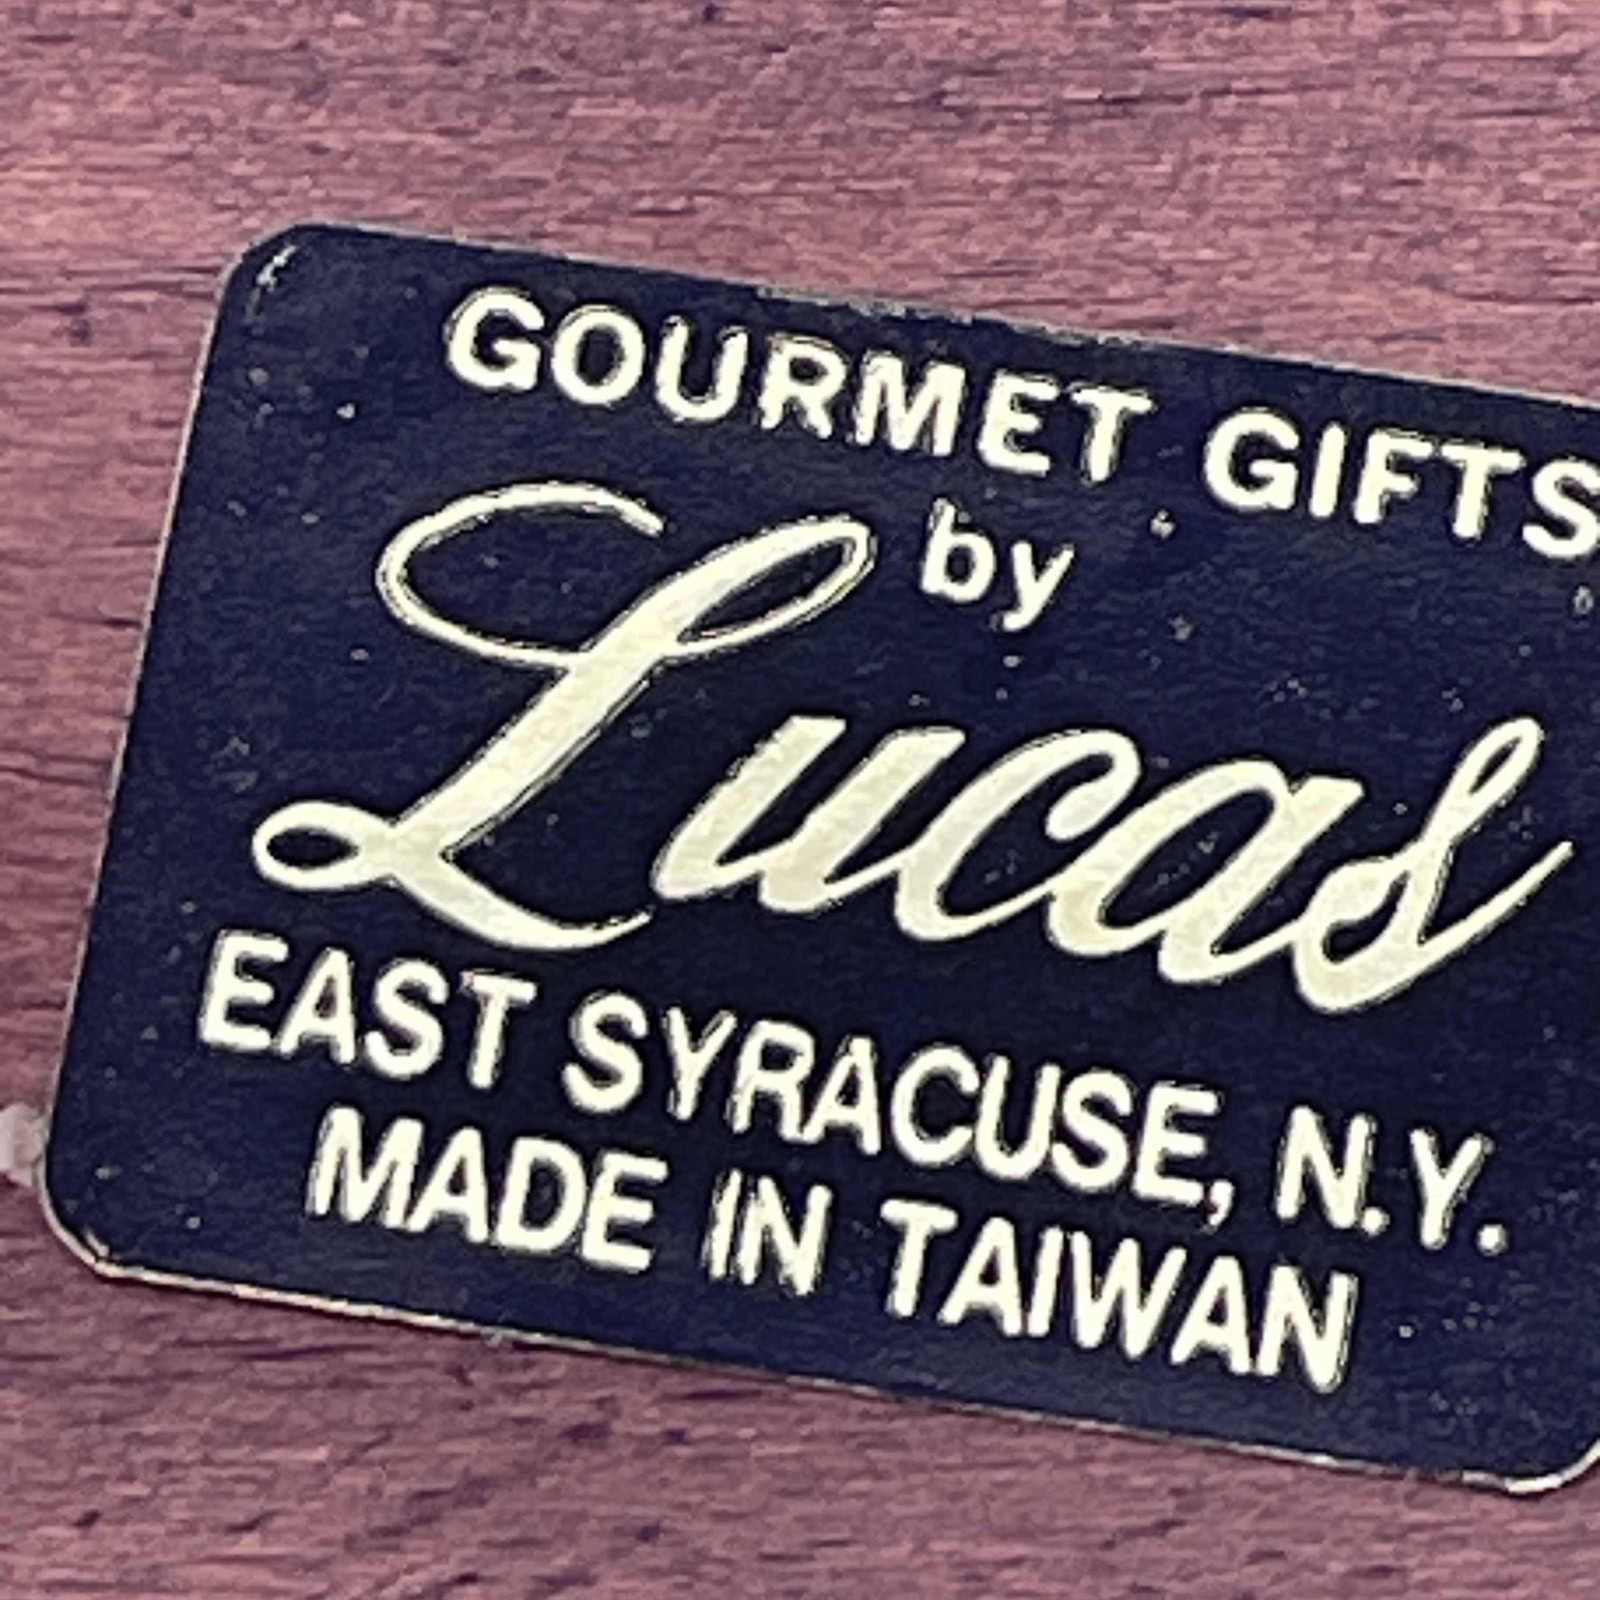 GOURMET GIFTS
by
Lucas
EAST SYRACUSE, N.Y.
MADE IN TAIWAN